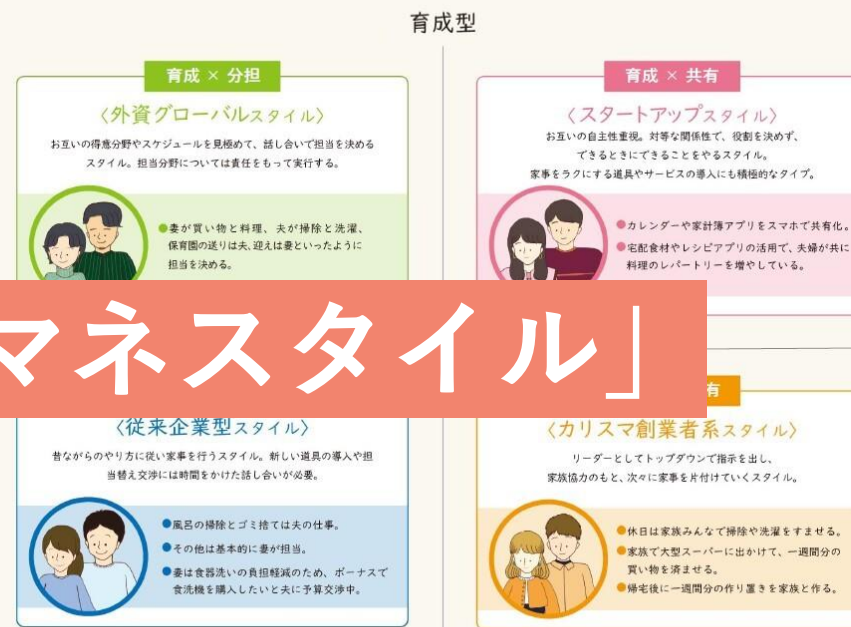 育成型
育成 × 分担
〈外資グローバルスタイル〉
お互いの得意分野やスケジュールを見極めて、話し合いで担当を決める
スタイル。担当分野については責任をもって実行する。
●妻が買い物と料理、夫が掃除と洗濯、
保育園の送りは夫、迎えは妻といったように
担当を決める。
育成 × 共有
〈スタートアップスタイル〉
お互いの自主性重視。対等な関係性で、役割を決めず、
できるときにできることをやるスタイル。
家事をラクにする道具やサービスの導入にも積極的なタイプ。
●カレンダーや家計簿アプリをスマホで共有化。
●宅配食材やレシピアプリの活用で、夫婦が共に
料理のレパートリーを増やしている。
マネスタイル」
〈従来企業型スタイル〉
昔ながらのやり方に従い家事を行うスタイル。新しい道具の導入や担
当替え交渉には時間をかけた話し合いが必要。
●風呂の掃除とゴミ捨ては夫の仕事。
●その他は基本的に妻が担当。
●妻は食器洗いの負担軽減のため、ボーナスで
食洗機を購入したいと夫に予算交渉中。
有
〈カリスマ創業者系スタイル〉
リーダーとしてトップダウンで指示を出し、
家族協力のもと、次々に家事を片付けていくスタイル。
●休日は家族みんなで掃除や洗濯をすませる。
●家族で大型スーパーに出かけて、一週間分の
買い物を済ませる。
●帰宅後に一週間分の作り置きを家族と作る。